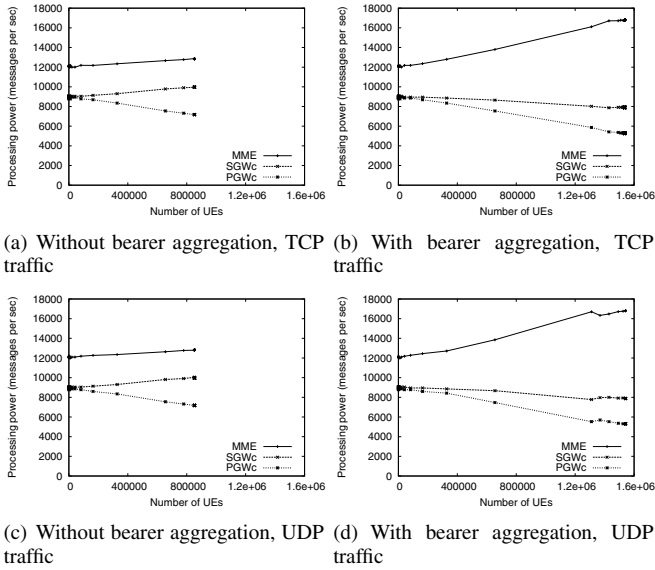 18000
16000
14000
12000
10000
8000
6000
4000
2000
0
Processing power (messages per sec)
MME
SGWc
PGWc
0 400000 800000 1.2e+06 1.6e+06
Number of UEs
(a) Without bearer aggregation, TCP
traffic
18000
16000
14000
12000
10000
8000
6000
4000
2000
0
Processing power (messages per sec)
MME
SGWc
PGWc
0 400000 800000 1.2e+06 1.6e+06
Number of UEs
(b) With bearer aggregation, TCP
traffic
18000
16000
14000
12000
10000
8000
6000
4000
2000
0
Processing power (messages per sec)
MME
SGWc
PGWc
0 400000 800000 1.2e+06 1.6e+06
Number of UEs
(c) Without bearer aggregation, UDP
traffic
18000
16000
14000
12000
10000
8000
6000
4000
2000
0
Processing power (messages per sec)
MME
SGWc
PGWc
0 400000 800000 1.2e+06 1.6e+06
Number of UEs
(d) With bearer aggregation, UDP
traffic